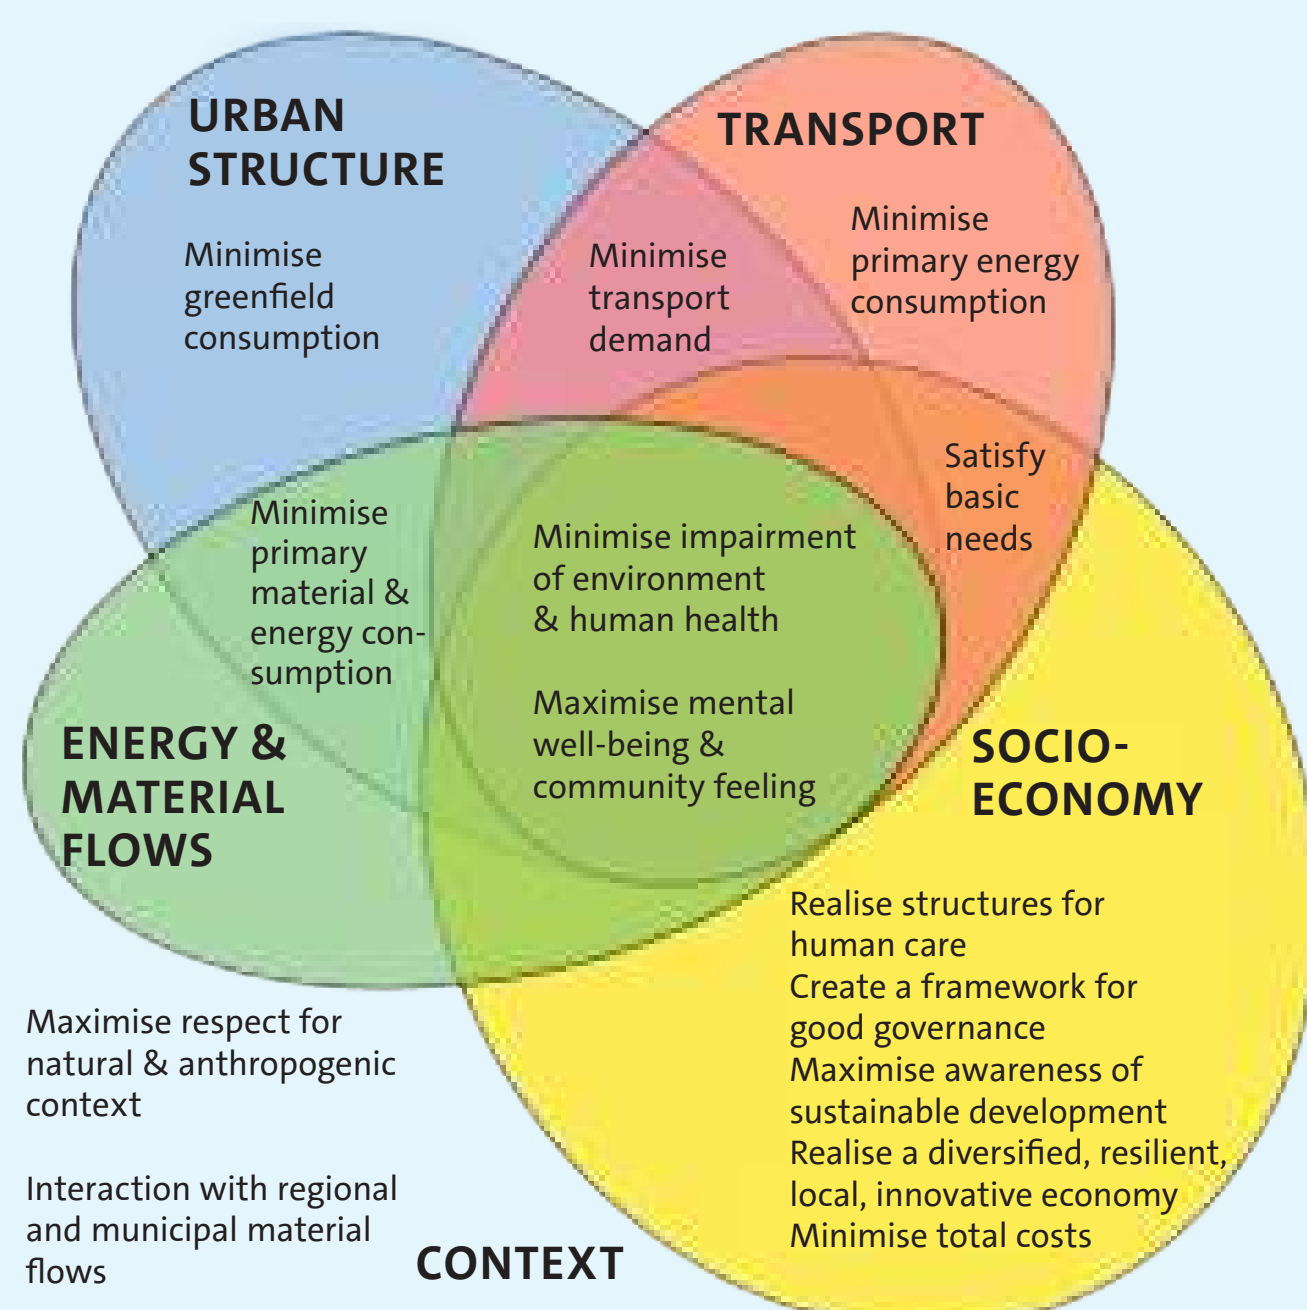 URBAN
STRUCTURE
Minimise
greenfield
consumption
TRANSPORT
Minimise
primary energy
consumption
Minimise
transport
demand
Satisfy
basic
needs
Minimise
primary
material &
energy con-
sumption
Minimise impairment
of environment
& human health
Maximise mental
well-being &
community feeling
ENERGY &
MATERIAL
FLOWS
SOCIO-
ECONOMY
Realise structures for
human care
Create a framework for
good governance
Maximise awareness of
sustainable development
Realise a diversified, resilient,
local, innovative economy
Minimise total costs
Maximise respect for
natural & anthropogenic
context
Interaction with regional
and municipal material
flows
CONTEXT